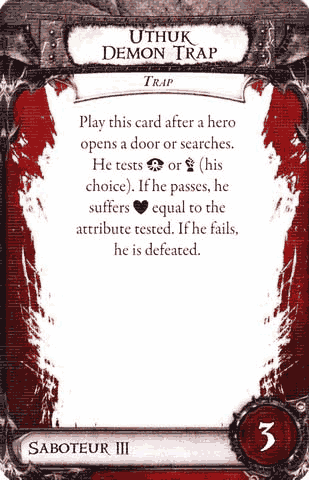 Uthuk
Demon Trap
Trap
Play this card after a hero
opens a door or searches.
He tests or (his
choice). If he passes, he
suffers equal to the
attribute tested. If he fails,
he is defeated.
Saboteur III
3